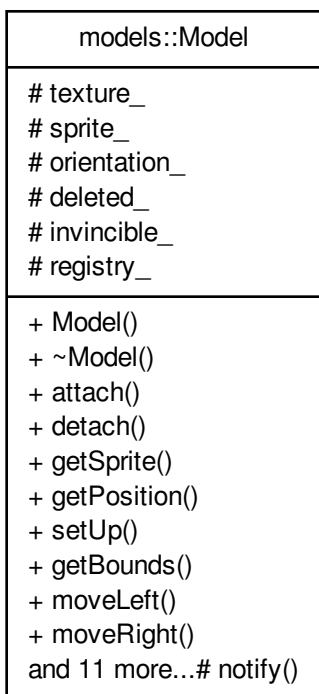 models::Model
# texture_
# sprite_
# orientation_
# deleted_
# invincible_
# registry_
+ Model()
+ ~Model()
+ attach()
+ detach()
+ getSprite()
+ getPosition()
+ setUp()
+ getBounds()
+ moveLeft()
+ moveRight()
and 11 more...# notify()